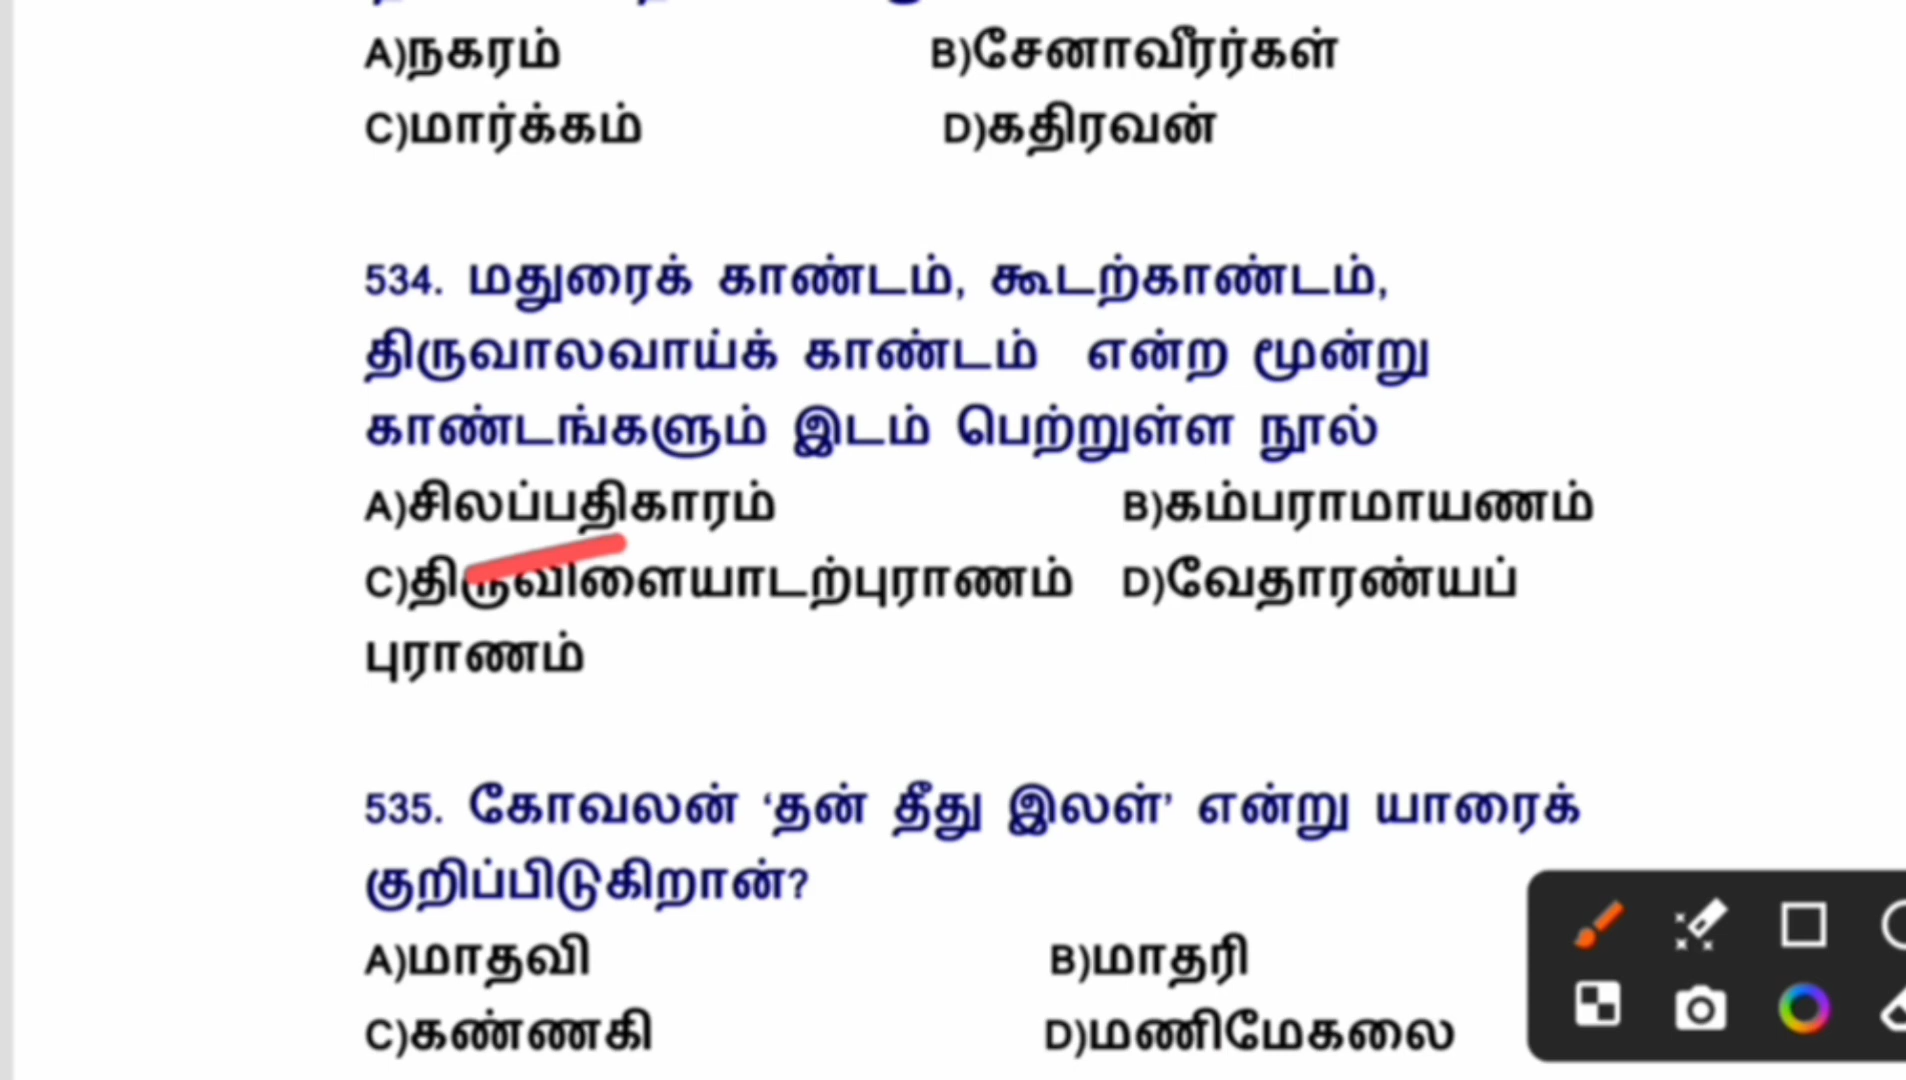 A)நகரம் B)சேனாவீரர்கள்
C)மார்க்கம் D)கதிரவன்
534. மதுரைக் காண்டம், கூடற்காண்டம்,
திருவாலவாய்க் காண்டம் என்ற மூன்று
காண்டங்களும் இடம் பெற்றுள்ள நூல்
A)சிலப்பதிகாரம் B)கம்பராமாயணம்
C)திருவிளையாடற்புராணம் D)வேதாரண்யப்
புராணம்
535. கோவலன் ‘தன் தீது இலள்’ என்று யாரைக்
குறிப்பிடுகிறான்?
A)மாதவி B)மாதரி
C)கண்ணகி D)மணிமேகலை